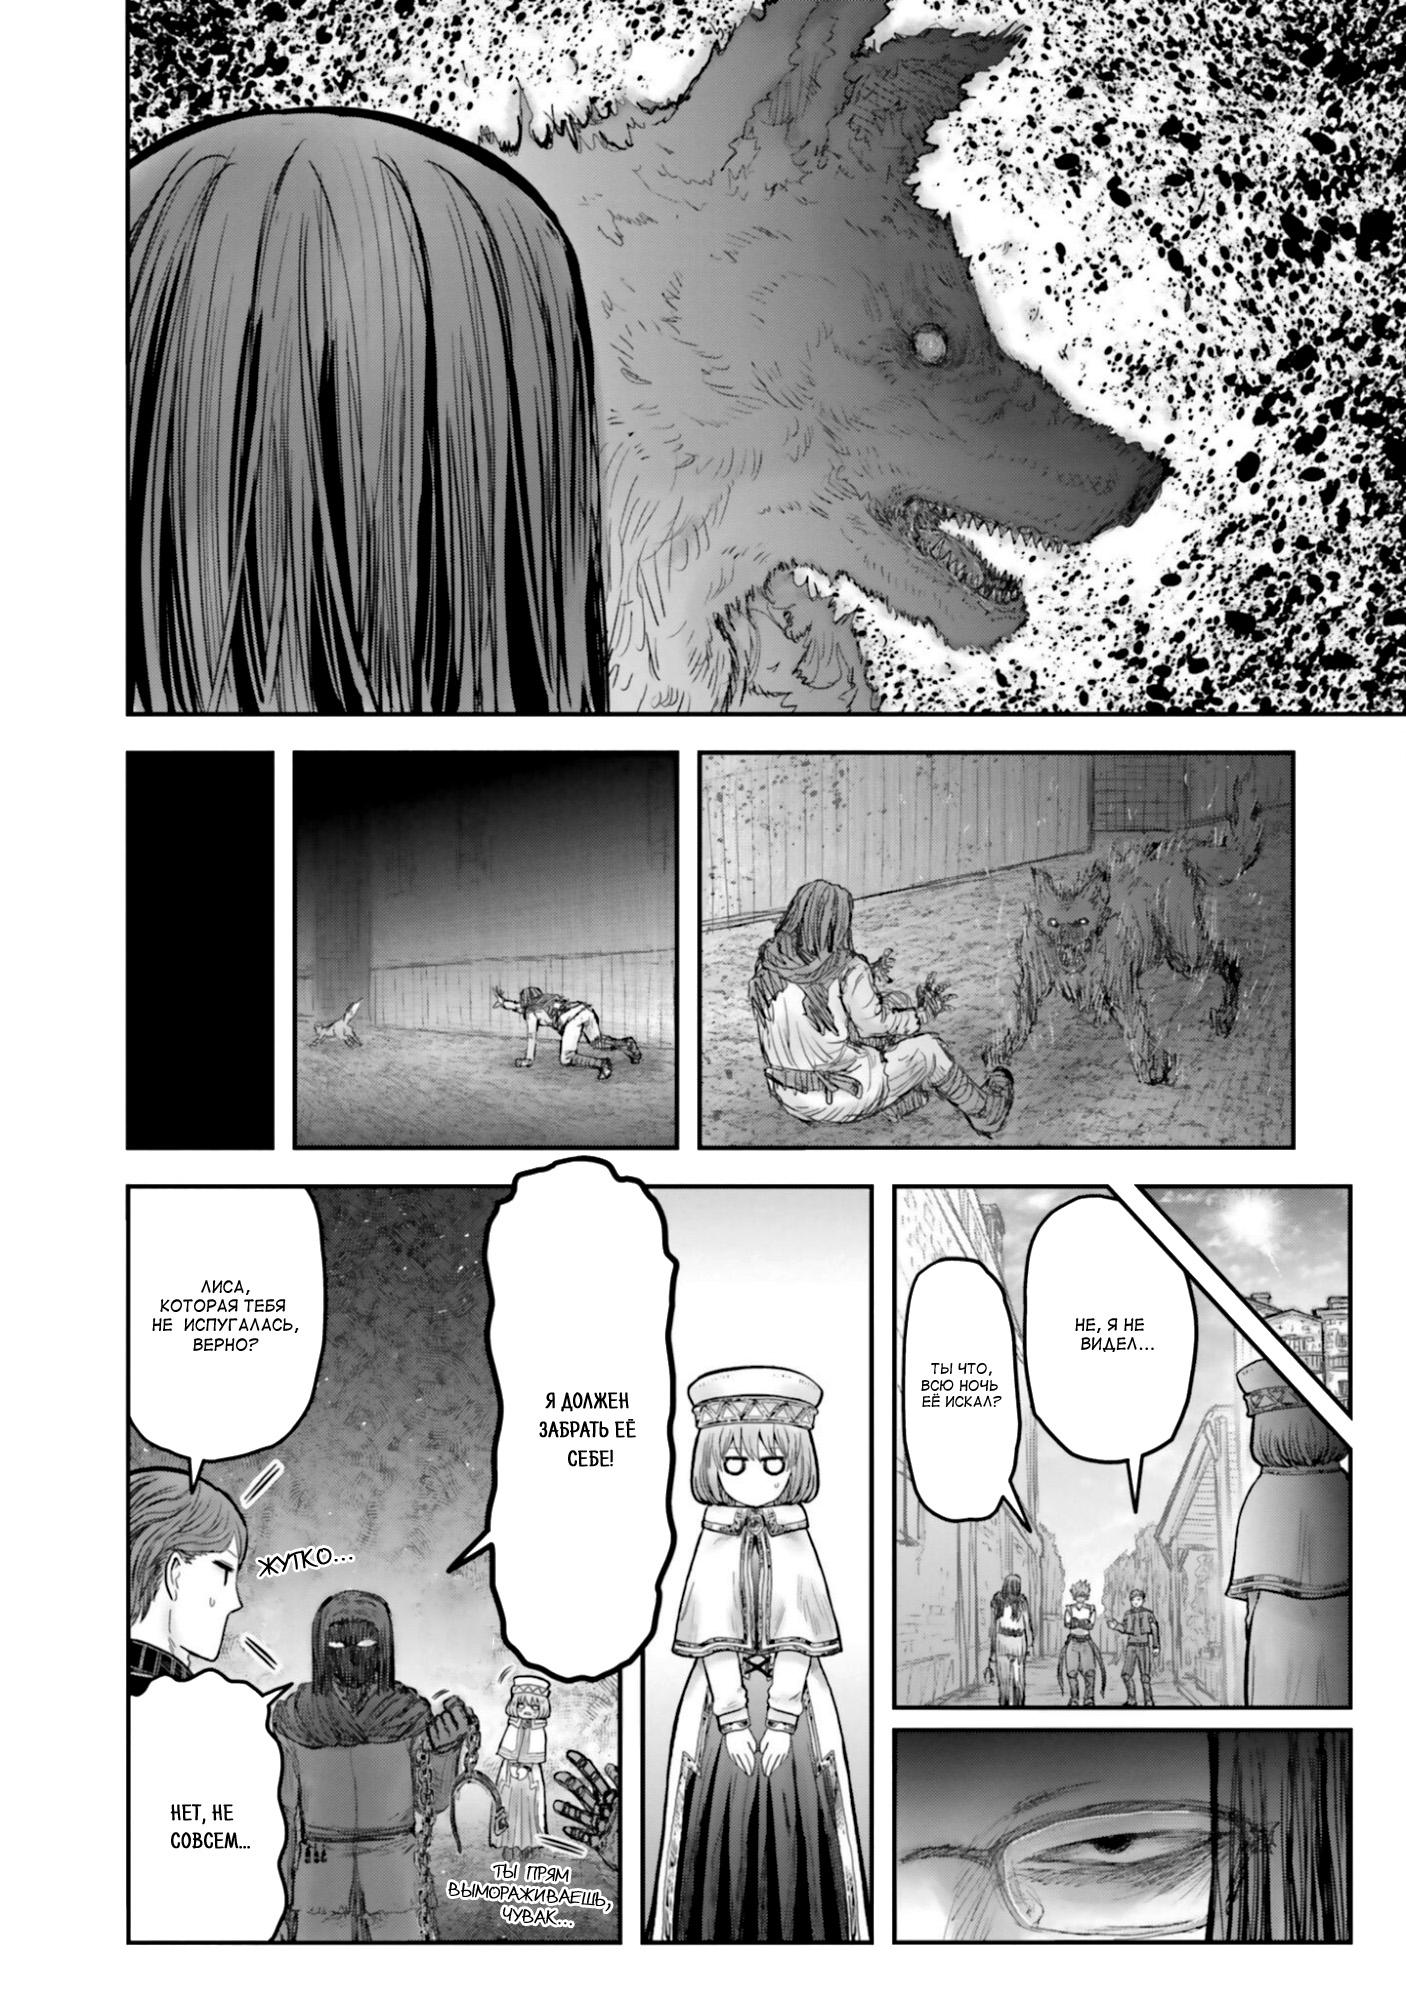 НЕ, Я НЕ
ВИДЕЛ...
ТЫ ЧТО,
ВСЮ НОЧЬ
ЕЁ ИСКАЛ?
Я ДОЛЖЕН
ЗАБРАТЬ ЕЁ
СЕБЕ!
ЛИСА,
КОТОРАЯ ТЕБЯ
НЕ ИСПУГАЛАСЬ,
ВЕРНО?
ЖУТКО...
НЕТ, НЕ
СОВСЕМ...
ТЫ ПРЯМ
ВЫМОРАЖИВАЕШЬ,
ЧУВАК...